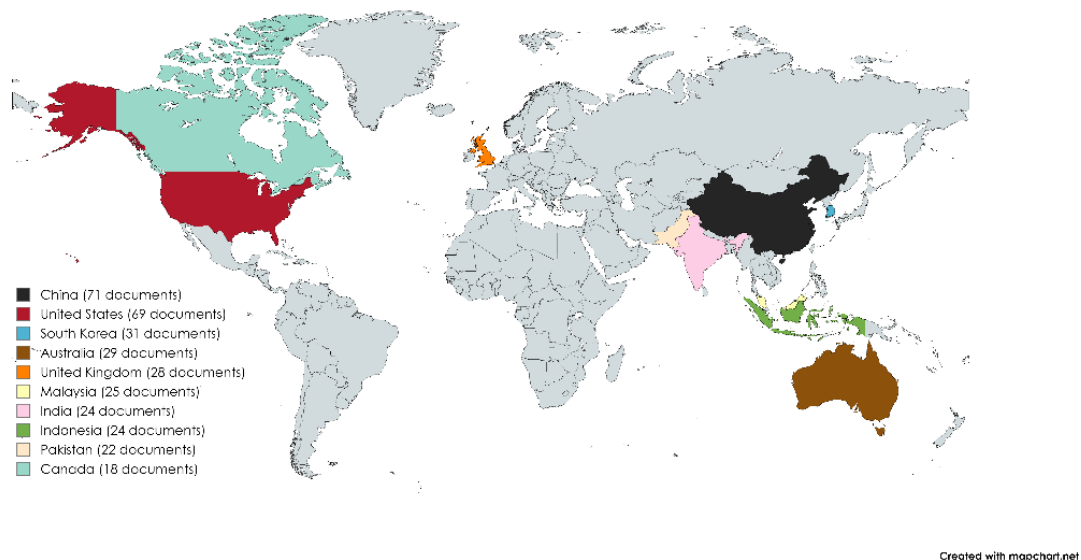 China (71 documents)
United States (69 documents)
South Korea (31 documents)
Australia (29 documents)
United Kingdom (28 documents)
Malaysia (25 documents)
India (24 documents)
Indonesia (24 documents)
Pakistan (22 documents)
Canada (18 documents)
Created with mapchart.net